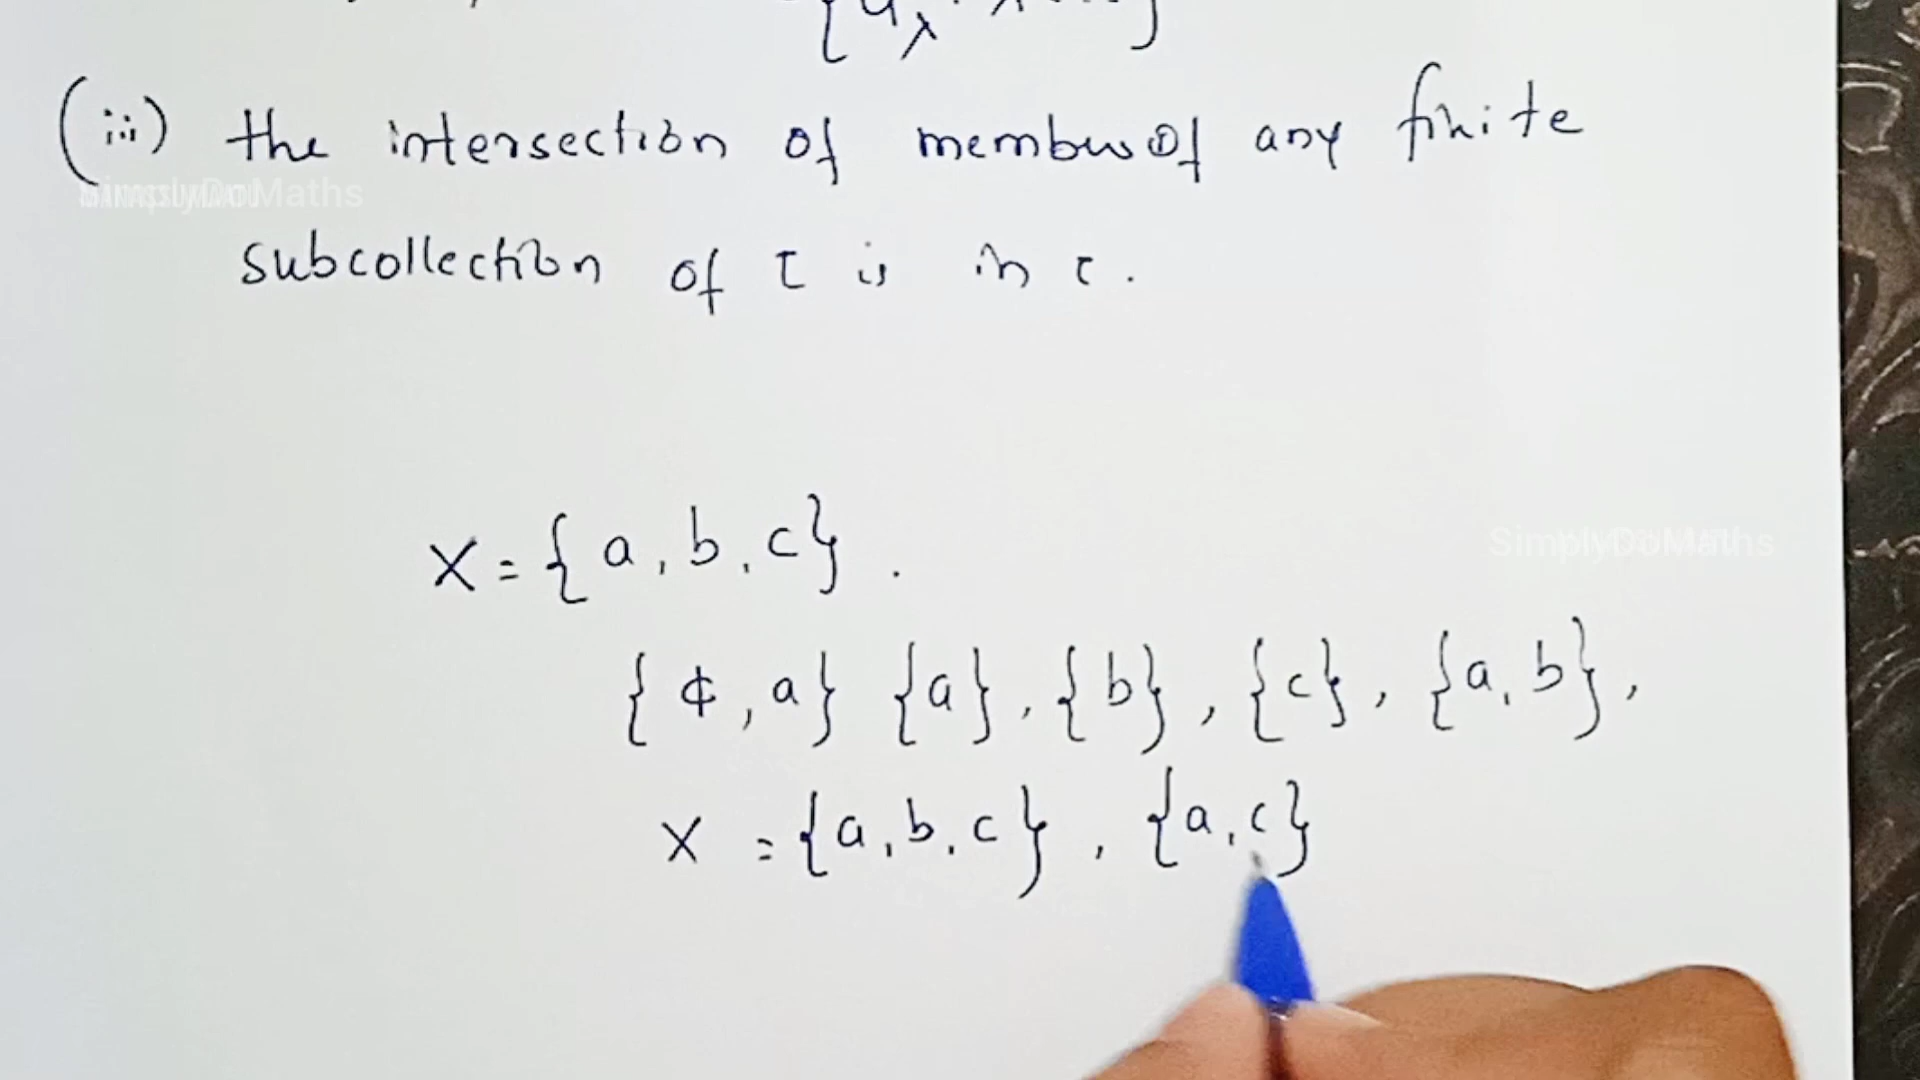 (iii) the intersection of members of any finite
SimplyDoMaths
subcollection of τ is in τ.
X = {a, b, c}.
SimplyDoMaths
{¢, a} {a}, {b}, {c}, {a, b},
X = {a, b, c}, {a, c}